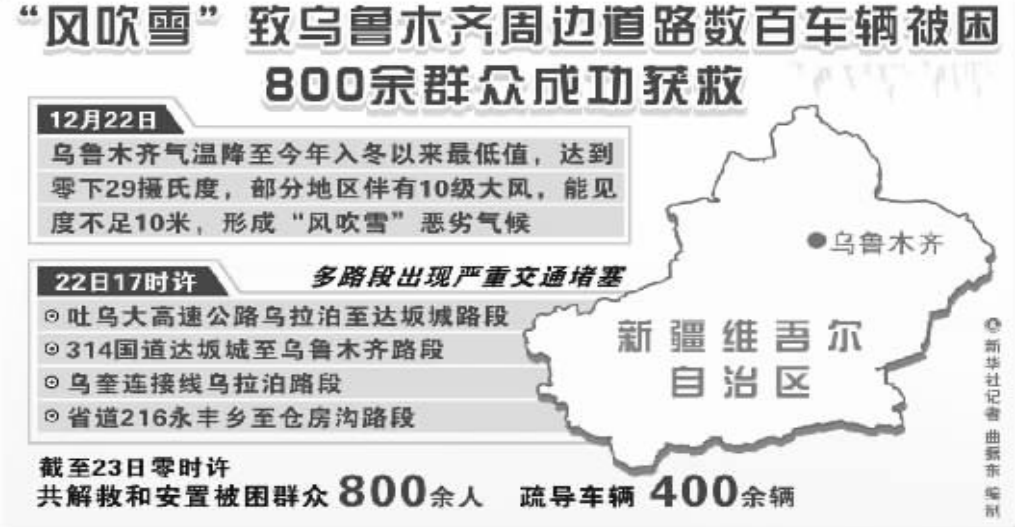 “风吹雪”致乌鲁木齐周边道路数百车辆被困
800余群众成功获救
12月22日
乌鲁木齐气温降至今年入冬以来最低值，达到
零下29摄氏度，部分地区伴有10级大风，能见
度不足10米，形成“风吹雪”恶劣气候
22日17时许
多路段出现严重交通堵塞
吐乌大高速公路乌拉泊至达坂城路段
314国道达坂城至乌鲁木齐路段
乌奎连接线乌拉泊路段
省道216永丰乡至仓房沟路段
乌鲁木齐
新疆维吾尔
自治区
截至23日零时许
共解救和安置被困群众800余人 疏导车辆400余辆
新华社记者 曲振东 编制